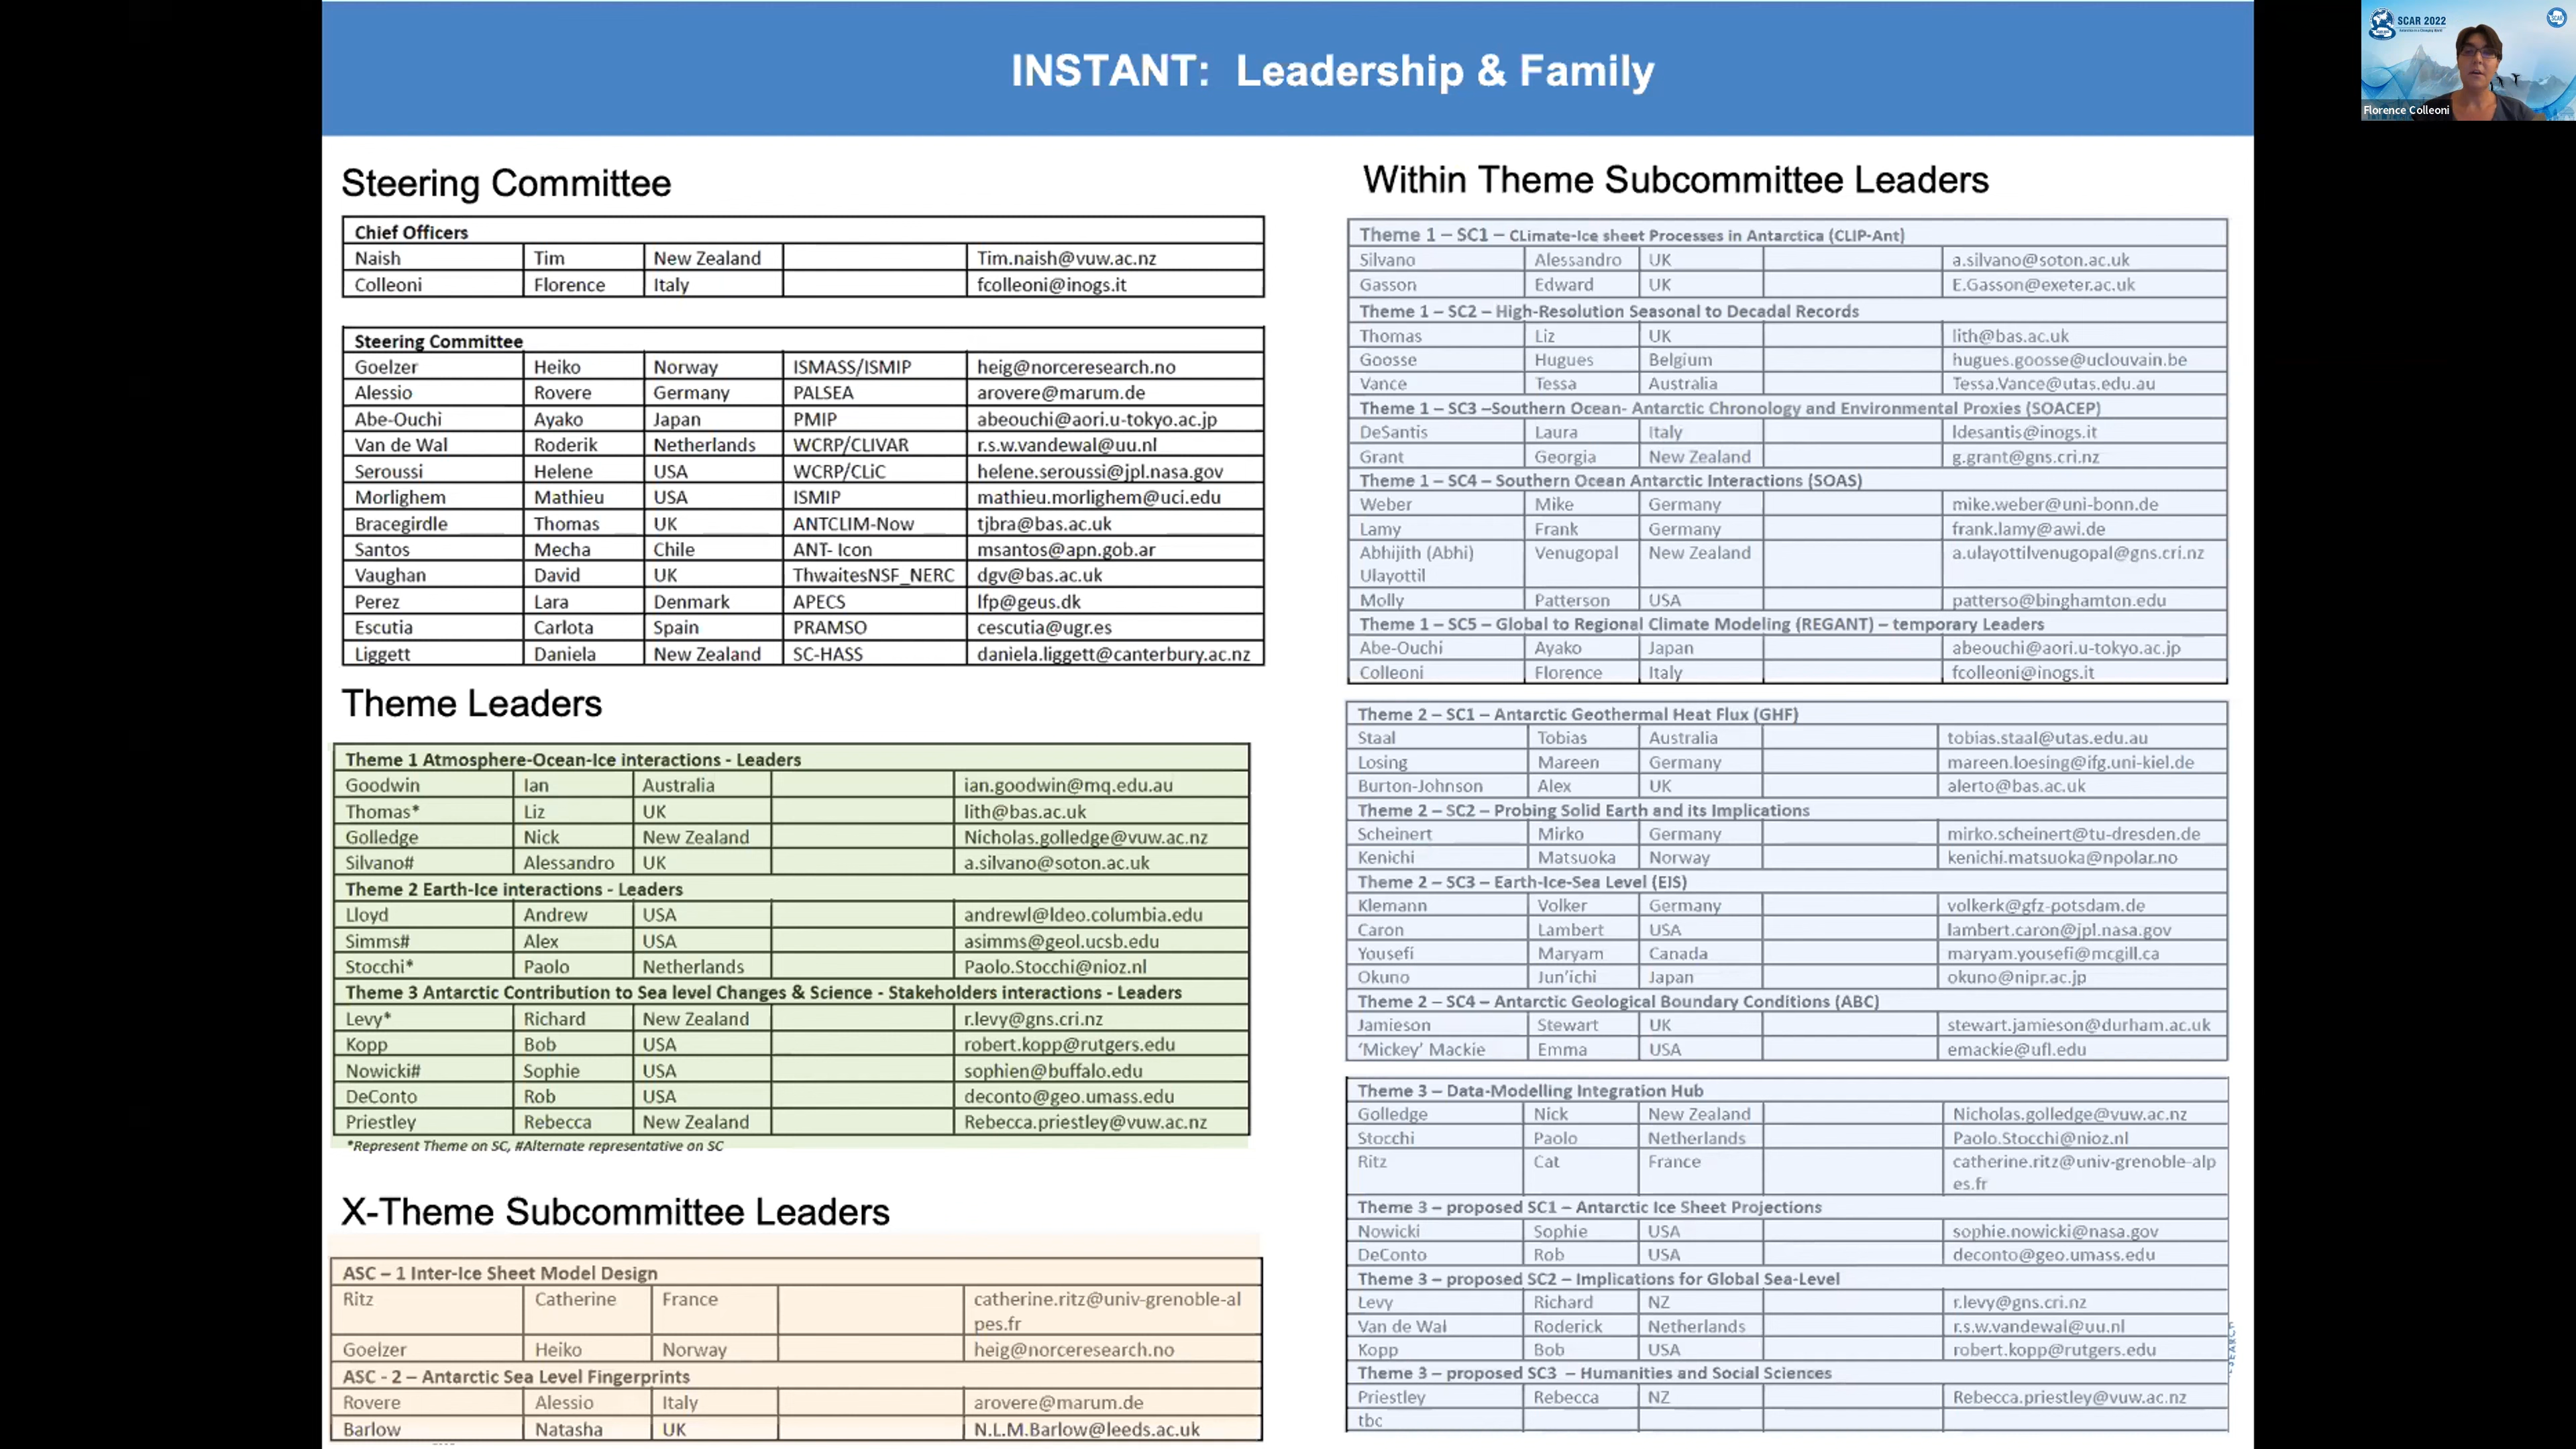 INSTANT: Leadership & Family
SCAR 2022
Florence Colleoni
Steering Committee
Chief Officers
Naish Tim New Zealand Tim.naish@vuw.ac.nz
Colleoni Florence Italy fcolleoni@inogs.it
Steering Committee
Goelzer Heiko Norway ISMASS/ISMIP heig@norceresearch.no
Alessio Rovere Germany PALSEA arovere@marum.de
Abe-Ouchi Ayako Japan PMIP abeouchi@aori.u-tokyo.ac.jp
Van de Wal Roderik Netherlands WCRP/CLIVAR r.s.w.vandewal@uu.nl
Seroussi Helene USA WCRP/CLiC helene.seroussi@jpl.nasa.gov
Morlighem Mathieu USA ISMIP mathieu.morlighem@uci.edu
Bracegirdle Thomas UK ANTCLIM-Now tjbra@bas.ac.uk
Santos Mecha Chile ANT- Icon msantos@apn.gob.ar
Vaughan David UK ThwaitesNSF_NERC dgv@bas.ac.uk
Perez Lara Denmark APECS lfp@geus.dk
Escutia Carlota Spain PRAMSO cescutia@ugr.es
Liggett Daniela New Zealand SC-HASS daniela.liggett@canterbury.ac.nz
Theme Leaders
Theme 1 Atmosphere-Ocean-Ice interactions - Leaders
Goodwin Ian Australia ian.goodwin@mq.edu.au
Thomas* Liz UK lith@bas.ac.uk
Golledge Nick New Zealand Nicholas.golledge@vuw.ac.nz
Silvano# Alessandro UK a.silvano@soton.ac.uk
Theme 2 Earth-Ice interactions - Leaders
Lloyd Andrew USA andrewl@ldeo.columbia.edu
Simms# Alex USA asimms@geol.ucsb.edu
Stocchi* Paolo Netherlands Paolo.Stocchi@nioz.nl
Theme 3 Antarctic Contribution to Sea level Changes & Science - Stakeholders interactions - Leaders
Levy* Richard New Zealand r.levy@gns.cri.nz
Kopp Bob USA robert.kopp@rutgers.edu
Nowicki# Sophie USA sophien@buffalo.edu
DeConto Rob USA deconto@geo.umass.edu
Priestley Rebecca New Zealand Rebecca.priestley@vuw.ac.nz
*Represent Theme on SC, #Alternate representative on SC
X-Theme Subcommittee Leaders
ASC – 1 Inter-Ice Sheet Model Design
Ritz Catherine France catherine.ritz@univ-grenoble-al
pes.fr
Goelzer Heiko Norway heig@norceresearch.no
ASC - 2 – Antarctic Sea Level Fingerprints
Rovere Alessio Italy arovere@marum.de
Barlow Natasha UK N.L.M.Barlow@leeds.ac.uk
Within Theme Subcommittee Leaders
Theme 1 – SC1 – CLimate-Ice sheet Processes in Antarctica (CLIP-Ant)
Silvano Alessandro UK a.silvano@soton.ac.uk
Gasson Edward UK E.Gasson@exeter.ac.uk
Theme 1 – SC2 – High-Resolution Seasonal to Decadal Records
Thomas Liz UK lith@bas.ac.uk
Goosse Hugues Belgium hugues.goosse@uclouvain.be
Vance Tessa Australia Tessa.Vance@utas.edu.au
Theme 1 – SC3 –Southern Ocean- Antarctic Chronology and Environmental Proxies (SOACEP)
DeSantis Laura Italy ldesantis@inogs.it
Grant Georgia New Zealand g.grant@gns.cri.nz
Theme 1 – SC4 – Southern Ocean Antarctic Interactions (SOAS)
Weber Mike Germany mike.weber@uni-bonn.de
Lamy Frank Germany frank.lamy@awi.de
Abhijith (Abhi) Venugopal New Zealand a.ulayottilvenugopal@gns.cri.nz
Ulayottil
Molly Patterson USA patterso@binghamton.edu
Theme 1 – SC5 – Global to Regional Climate Modeling (REGANT) – temporary Leaders
Abe-Ouchi Ayako Japan abeouchi@aori.u-tokyo.ac.jp
Colleoni Florence Italy fcolleoni@inogs.it
Theme 2 – SC1 – Antarctic Geothermal Heat Flux (GHF)
Staal Tobias Australia tobias.staal@utas.edu.au
Losing Mareen Germany mareen.loesing@ifg.uni-kiel.de
Burton-Johnson Alex UK alerto@bas.ac.uk
Theme 2 – SC2 – Probing Solid Earth and its Implications
Scheinert Mirko Germany mirko.scheinert@tu-dresden.de
Kenichi Matsuoka Norway kenichi.matsuoka@npolar.no
Theme 2 – SC3 – Earth-Ice-Sea Level (EIS)
Klemann Volker Germany volkerk@gfz-potsdam.de
Caron Lambert USA lambert.caron@jpl.nasa.gov
Yousefi Maryam Canada maryam.yousefi@mcgill.ca
Okuno Jun’ichi Japan okuno@nipr.ac.jp
Theme 2 – SC4 – Antarctic Geological Boundary Conditions (ABC)
Jamieson Stewart UK stewart.jamieson@durham.ac.uk
‘Mickey’ Mackie Emma USA emackie@ufl.edu
Theme 3 – Data-Modelling Integration Hub
Golledge Nick New Zealand Nicholas.golledge@vuw.ac.nz
Stocchi Paolo Netherlands Paolo.Stocchi@nioz.nl
Ritz Cat France catherine.ritz@univ-grenoble-alp
es.fr
Theme 3 – proposed SC1 – Antarctic Ice Sheet Projections
Nowicki Sophie USA sophie.nowicki@nasa.gov
DeConto Rob USA deconto@geo.umass.edu
Theme 3 – proposed SC2 – Implications for Global Sea-Level
Levy Richard NZ r.levy@gns.cri.nz
Van de Wal Roderick Netherlands r.s.w.vandewal@uu.nl
Kopp Bob USA robert.kopp@rutgers.edu
Theme 3 – proposed SC3 – Humanities and Social Sciences
Priestley Rebecca NZ Rebecca.priestley@vuw.ac.nz
tbc